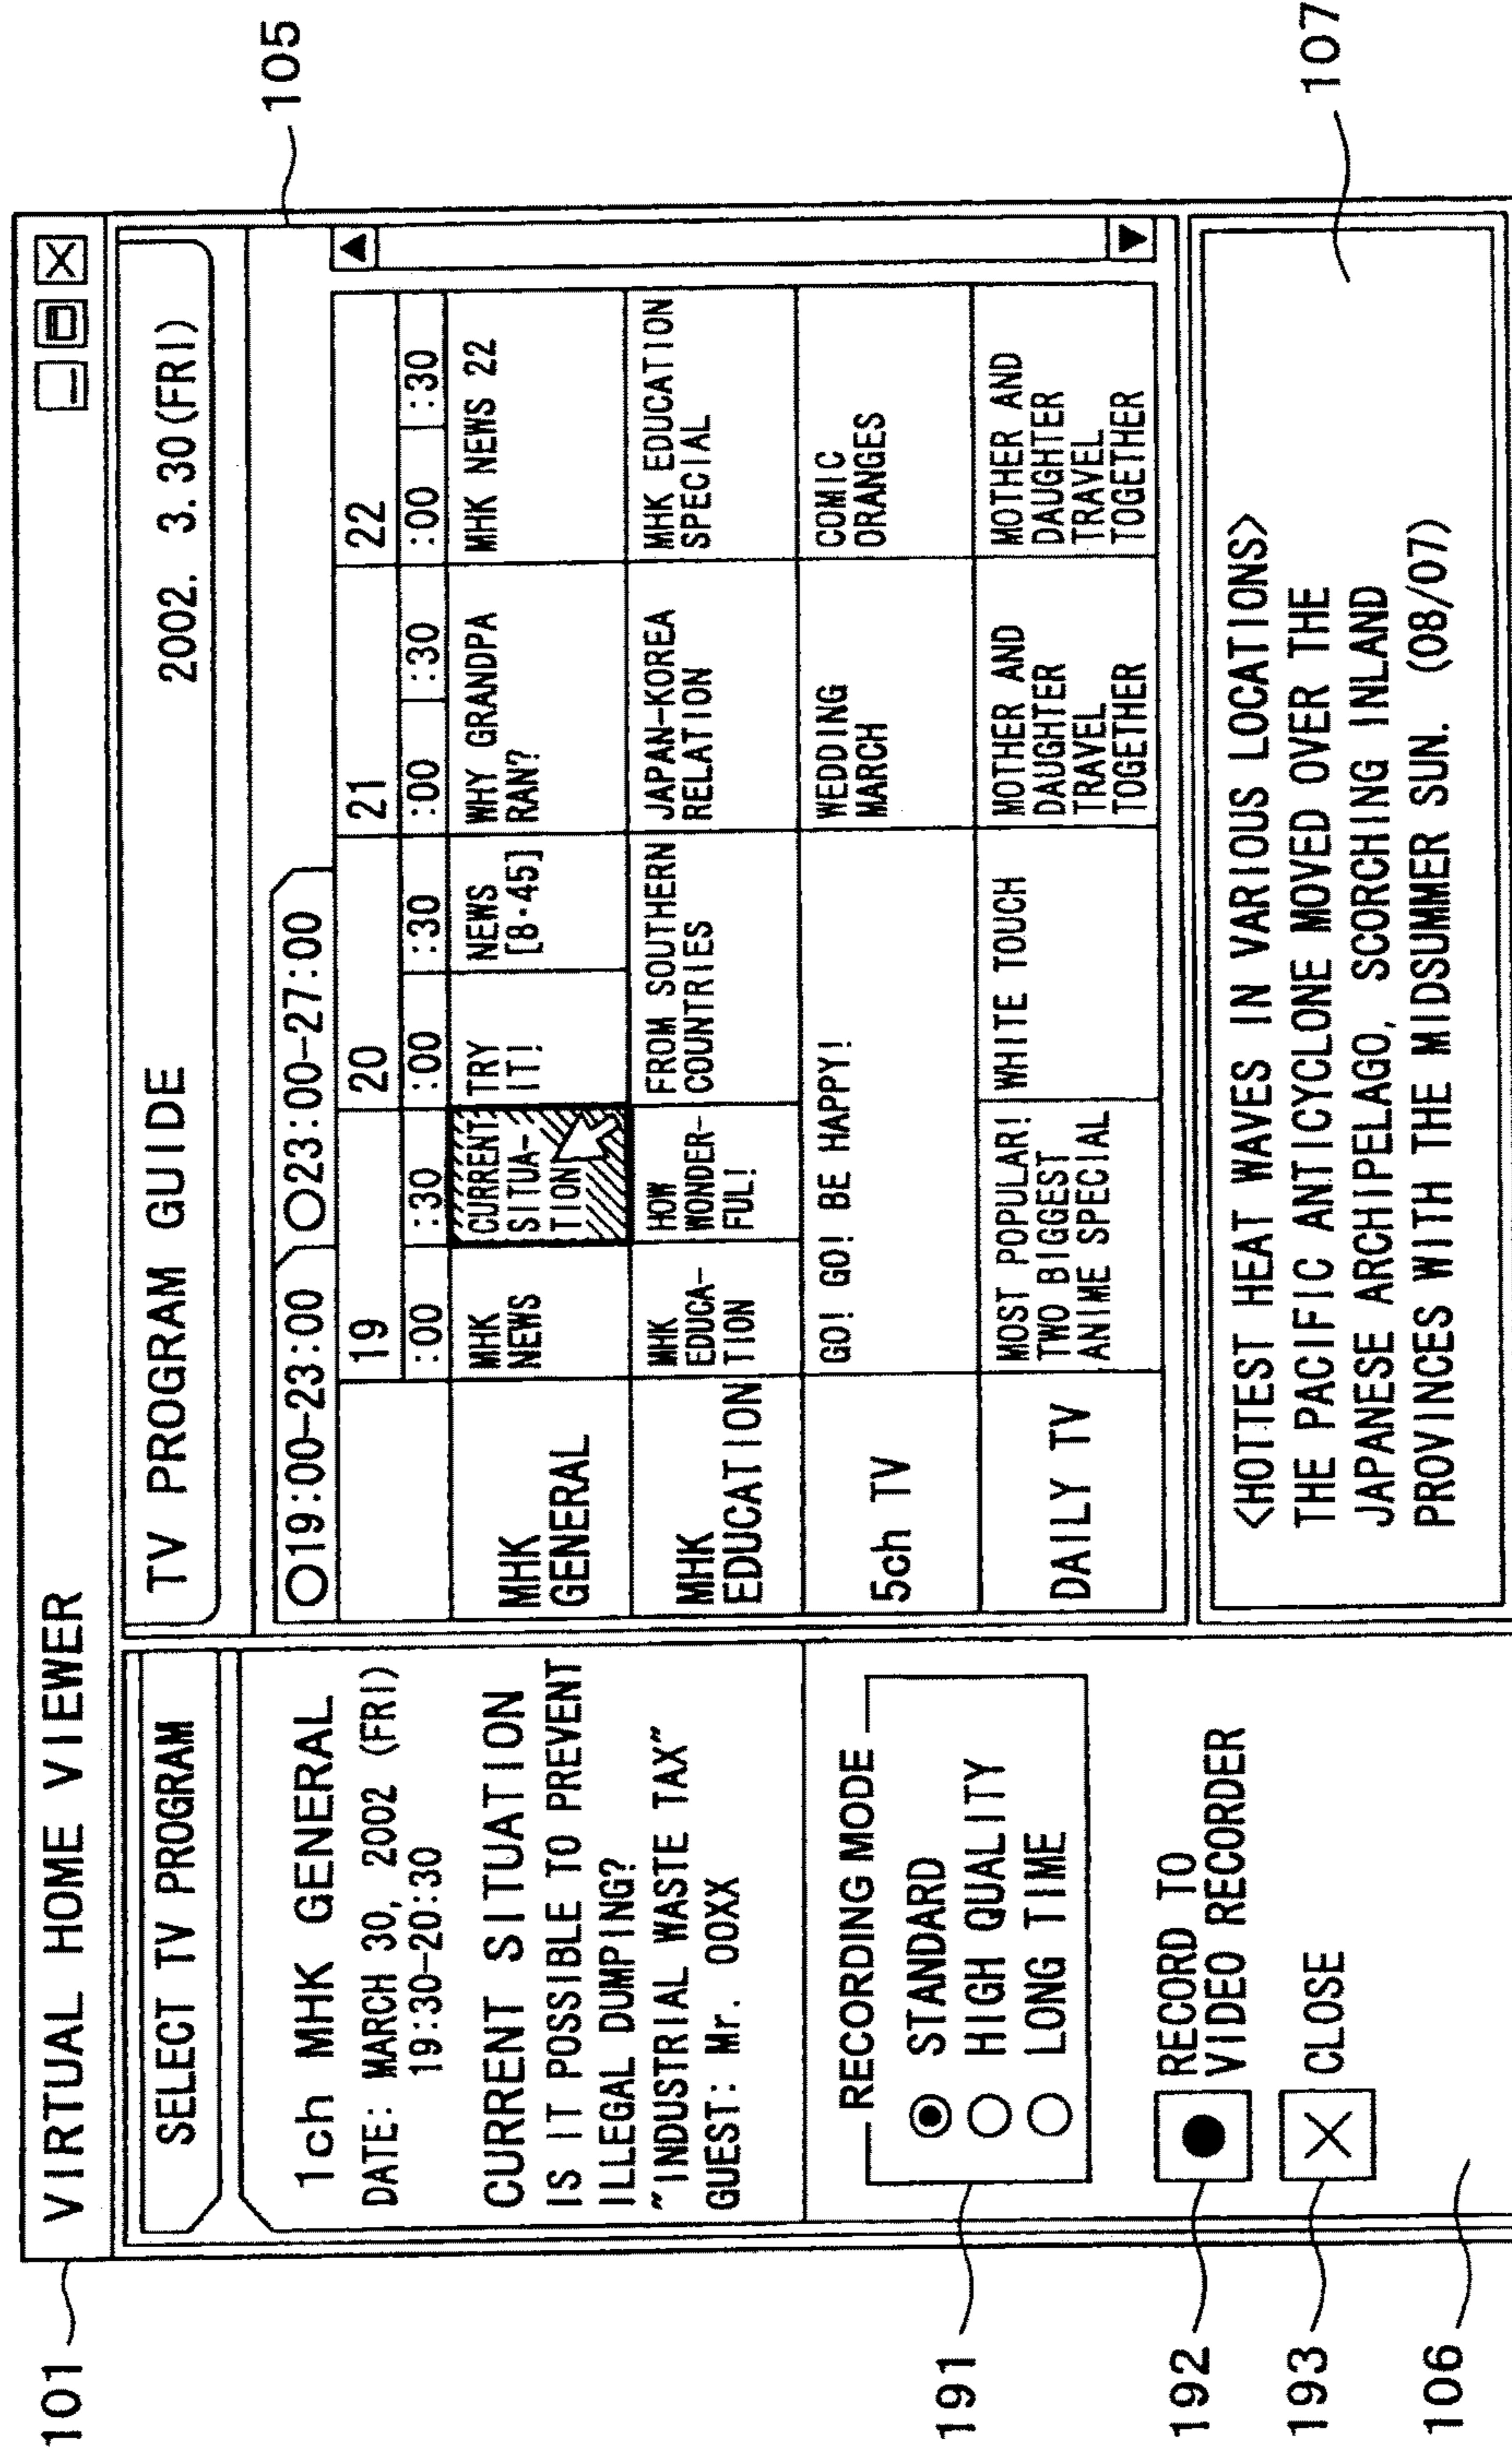 101
VIRTUAL HOME VIEWER
SELECT TV PROGRAM
1ch MHK GENERAL
DATE: MARCH 30, 2002 (FRI)
19:30-20:30
CURRENT SITUATION
IS IT POSSIBLE TO PREVENT
ILLEGAL DUMPING?
"INDUSTRIAL WASTE TAX"
GUEST: Mr. OOXX
RECORDING MODE
STANDARD
HIGH QUALITY
LONG TIME
191
RECORD TO
VIDEO RECORDER
192
CLOSE
193
106
TV PROGRAM GUIDE 2002. 3. 30 (FRI)
105
19:00-23:00 23:00-27:00
19 20 21 22
:00 :30 :00 :30 :00 :30 :00 :30
MHK
GENERAL
MHK
NEWS
CURRENT
SITUA-
TION
TRY
IT!
NEWS
[8·45]
WHY GRANDPA
RAN?
MHK NEWS 22
MHK
EDUCATION
MHK
EDUCA-
TION
HOW
WONDER-
FUL!
FROM SOUTHERN
COUNTRIES
JAPAN-KOREA
RELATION
MHK EDUCATION
SPECIAL
5ch TV
GO! GO! BE HAPPY!
WEDDING
MARCH
COMIC
ORANGES
DAILY TV
MOST POPULAR!
TWO BIGGEST
ANIME SPECIAL
WHITE TOUCH
MOTHER AND
DAUGHTER
TRAVEL
TOGETHER
MOTHER AND
DAUGHTER
TRAVEL
TOGETHER
<HOTTEST HEAT WAVES IN VARIOUS LOCATIONS>
THE PACIFIC ANTICYCLONE MOVED OVER THE
JAPANESE ARCHIPELAGO, SCORCHING INLAND
PROVINCES WITH THE MIDSUMMER SUN. (08/07)
107